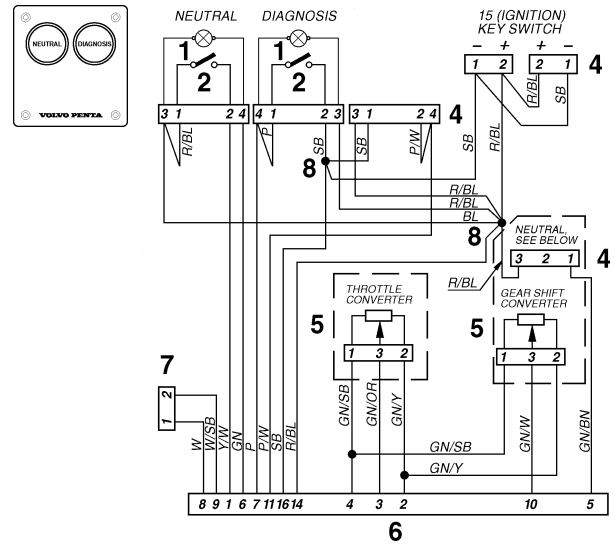 NEUTRAL DIAGNOSIS
VOLVO PENTA
NEUTRAL DIAGNOSIS
15 (IGNITION)
KEY SWITCH
1 1
2 2
- + + -
1 2 2 1 4
3 1 2 4 4 1 2 3 3 1 2 4 4
R/BL P SB SB P/W SB R/BL R/BL SB
8
R/BL
R/BL
BL
8
NEUTRAL,
SEE BELOW
3 2 1 4
R/BL
THROTTLE
CONVERTER
GEAR SHIFT
CONVERTER
5 5
1 3 2
1 3 2
7
2
1
W W/SB Y/W GN P P/W SB R/BL
GN/SB GN/OR GN/Y
GN/SB
GN/Y
GN/W GN/BN
8 9 1 6 7 11 16 14 4 3 2 10 5
6